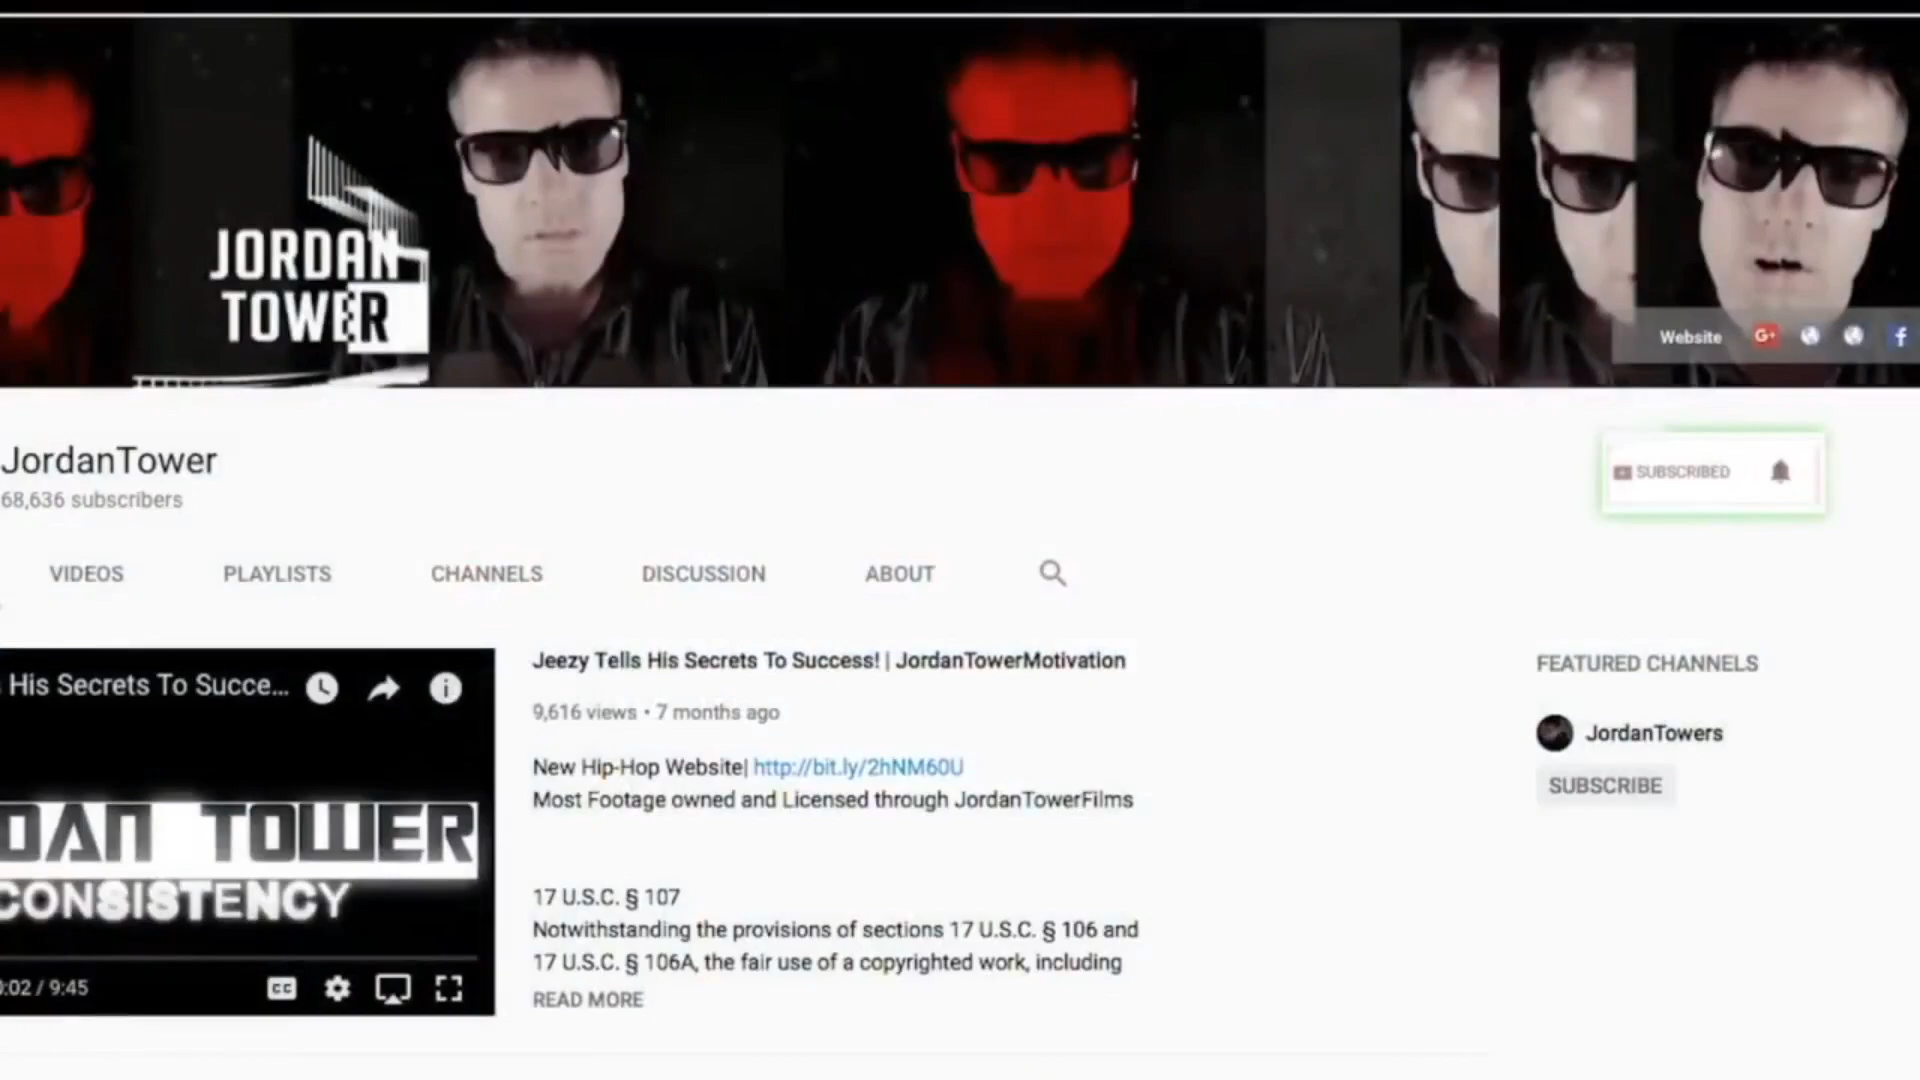 JORDAN
TOWER
Website
JordanTower
68,636 subscribers
SUBSCRIBED
VIDEOS
PLAYLISTS
CHANNELS
DISCUSSION
ABOUT
His Secrets To Succe...
DAN TOWER
CONSISTENCY
:02 / 9:45
CC
Jeezy Tells His Secrets To Success! | JordanTowerMotivation
9,616 views • 7 months ago
New Hip-Hop Website| http://bit.ly/2hNM60U
Most Footage owned and Licensed through JordanTowerFilms
17 U.S.C. § 107
Notwithstanding the provisions of sections 17 U.S.C. § 106 and
17 U.S.C. § 106A, the fair use of a copyrighted work, including
READ MORE
FEATURED CHANNELS
JordanTowers
SUBSCRIBE